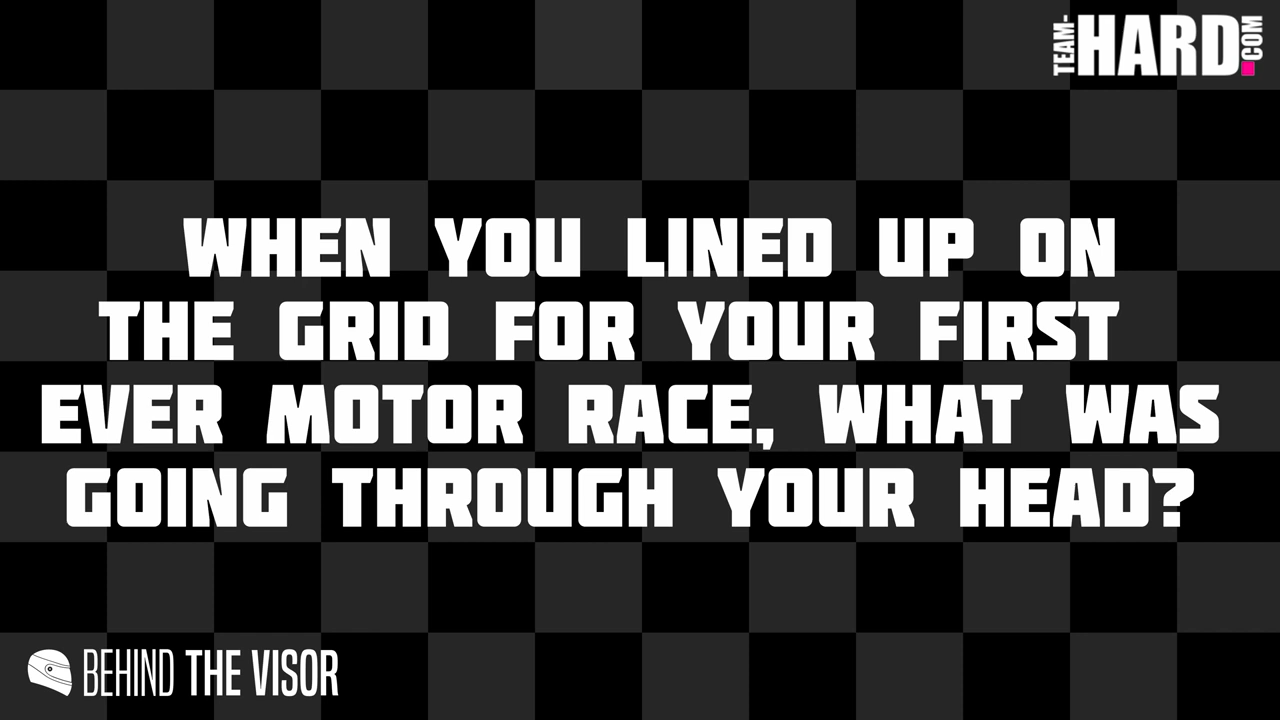 TEAM-HARD.COM
WHEN YOU LINED UP ON
THE GRID FOR YOUR FIRST
EVER MOTOR RACE, WHAT WAS
GOING THROUGH YOUR HEAD?
BEHIND THE VISOR